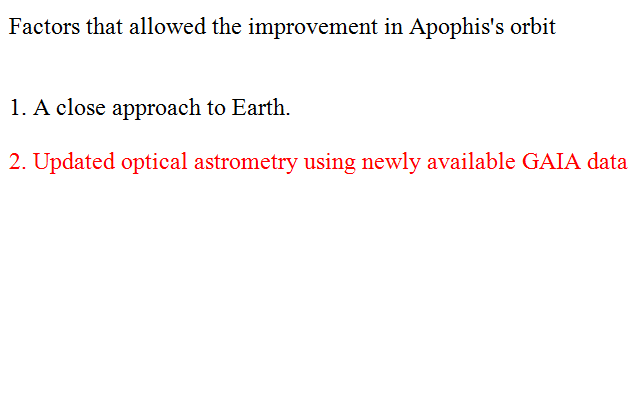 Factors that allowed the improvement in Apophis's orbit
1. A close approach to Earth.
2. Updated optical astrometry using newly available GAIA data